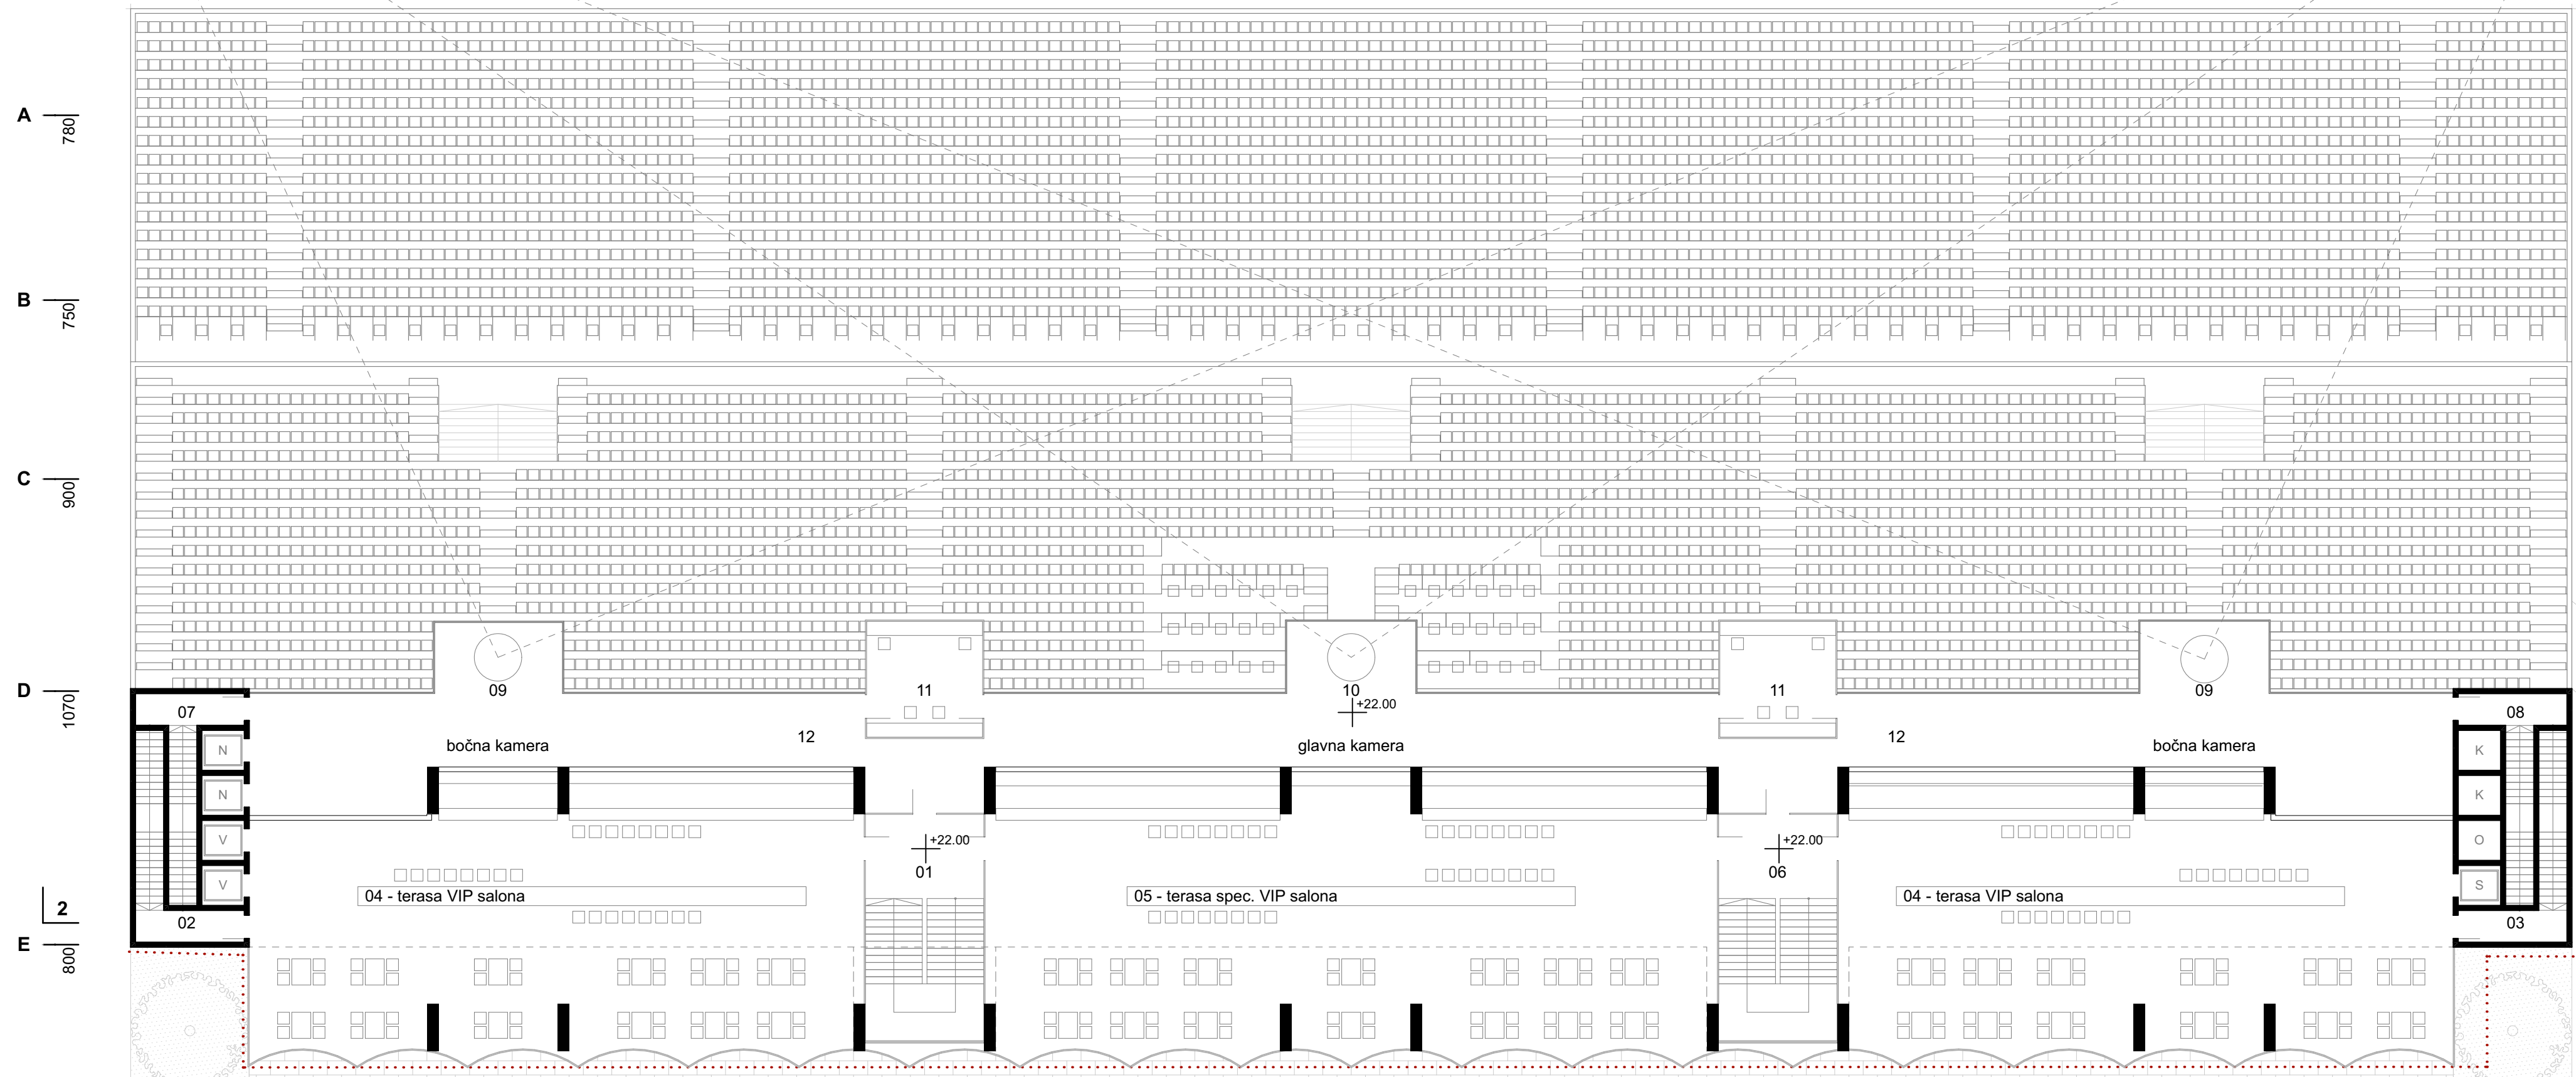 A
780
B
750
C
900
D
1070
09
11
10
11
09
+22.00
07
08
12
12
bočna kamera
glavna kamera
bočna kamera
N
K
N
K
V
O
V
S
+22.00
+22.00
01
06
04 - terasa VIP salona
05 - terasa spec. VIP salona
04 - terasa VIP salona
2
02
03
E
800